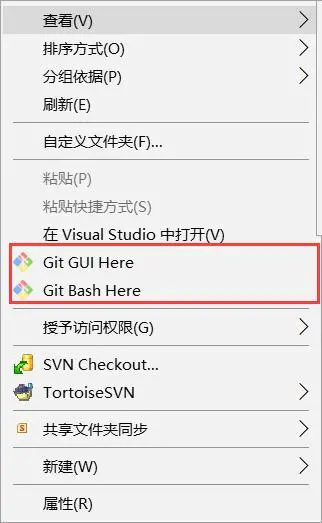 查看(V)
排序方式(O)
分组依据(P)
刷新(E)
自定义文件夹(F)...
粘贴(P)
粘贴快捷方式(S)
在 Visual Studio 中打开(V)
Git GUI Here
Git Bash Here
授予访问权限(G)
SVN Checkout...
TortoiseSVN
共享文件夹同步
新建(W)
属性(R)